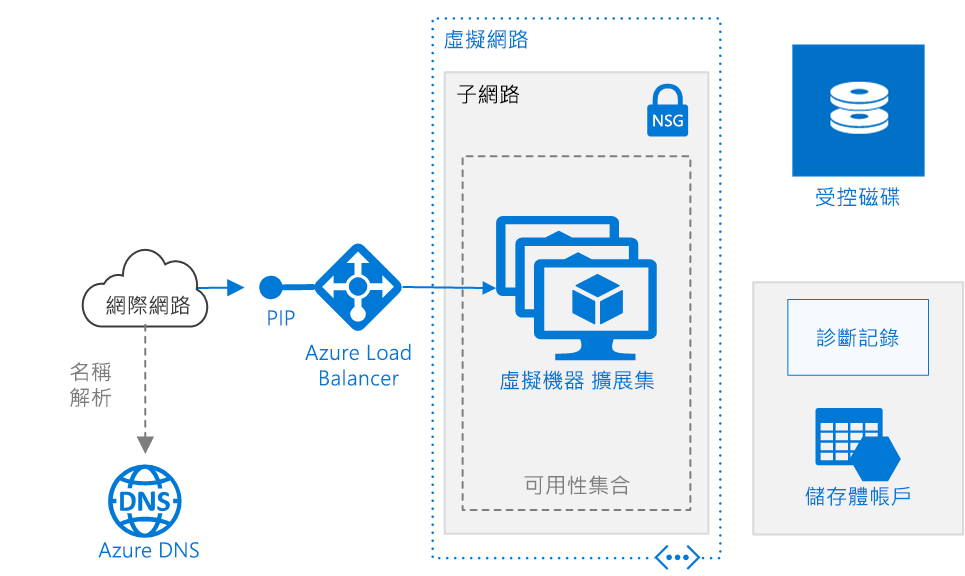 虛擬網路
子網路
NSG
受控磁碟
網際網路
PIP
Azure Load
Balancer
虛擬機器 擴展集
診斷記錄
名稱
解析
可用性集合
儲存體帳戶
DNS
Azure DNS